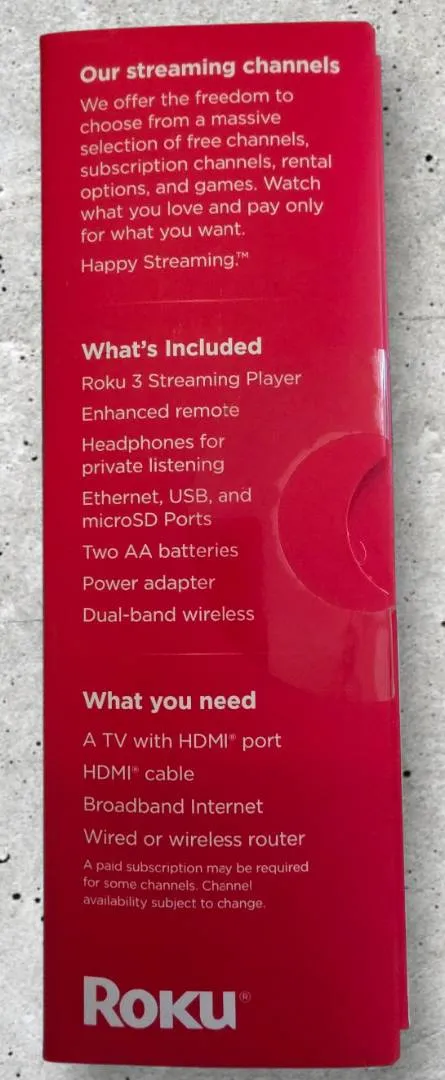 Our streaming channels
We offer the freedom to
choose from a massive
selection of free channels,
subscription channels, rental
options, and games. Watch
what you love and pay only
for what you want.
Happy Streaming.™
What's Included
Roku 3 Streaming Player
Enhanced remote
Headphones for
private listening
Ethernet, USB, and
microSD Ports
Two AA batteries
Power adapter
Dual-band wireless
What you need
A TV with HDMI® port
HDMI® cable
Broadband Internet
Wired or wireless router
A paid subscription may be required
for some channels. Channel
availability subject to change.
ROKU®